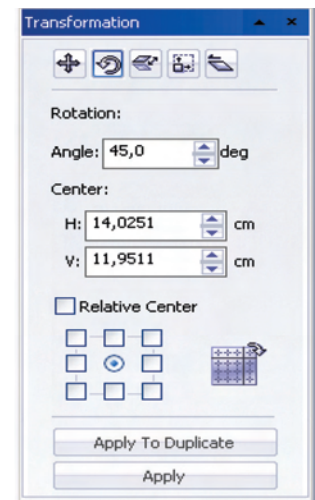 Transformation
Rotation:
Angle: 45,0 deg
Center:
H: 14,0251 cm
V: 11,9511 cm
Relative Center
Apply To Duplicate
Apply